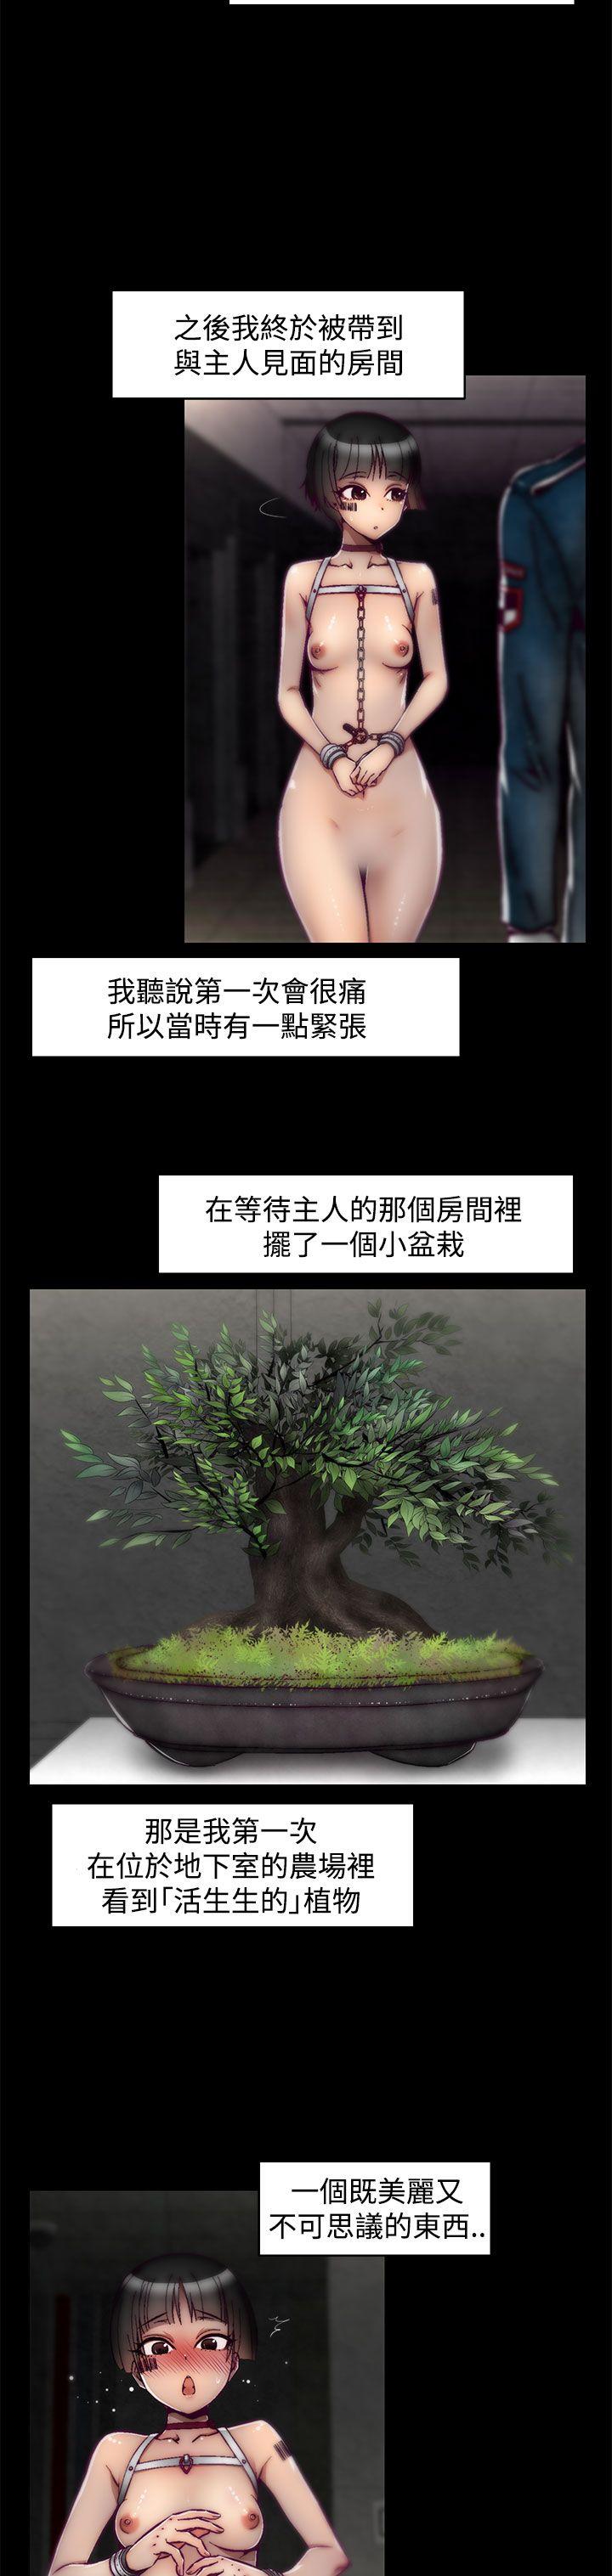 之後我終於被帶到
與主人見面的房間
我聽說第一次會很痛
所以當時有一點緊張
在等待主人的那個房間裡
擺了一個小盆栽
那是我第一次
在位於地下室的農場裡
看到「活生生的」植物
一個既美麗又
不可思議的東西..